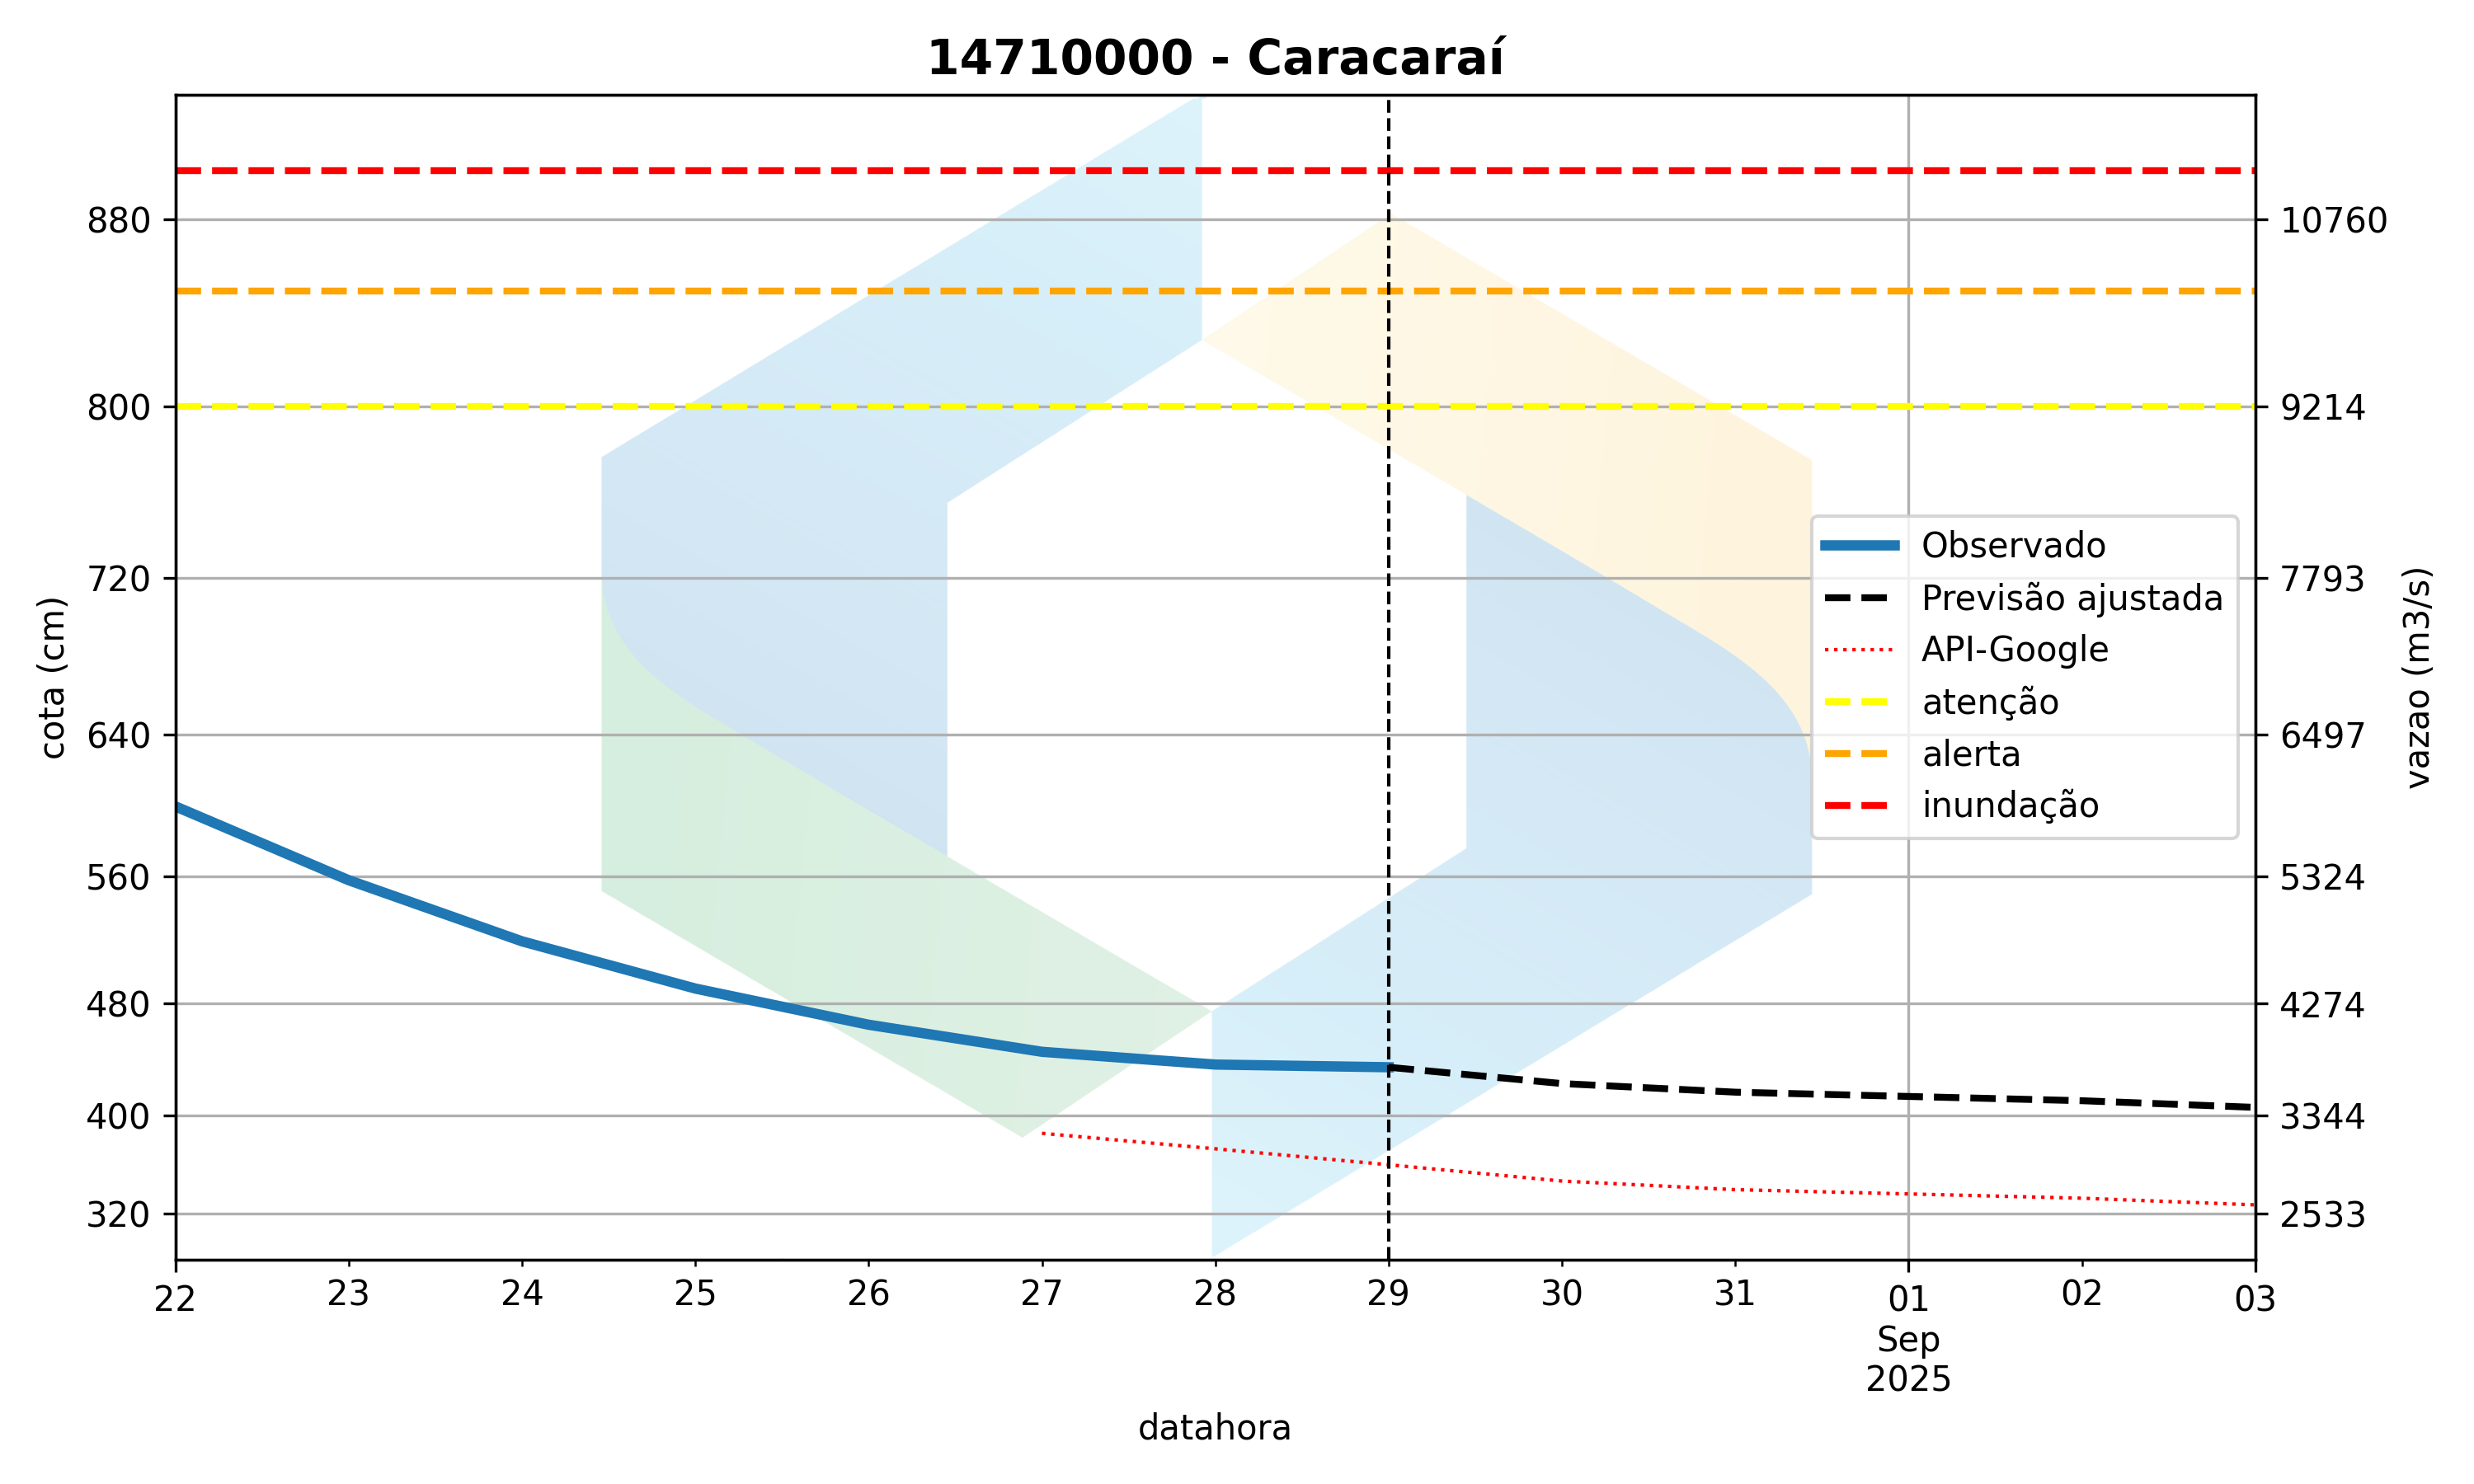 14710000 - Caracaraí
880
800
720
640
560
480
400
320
cota (cm)
10760
9214
7793
6497
5324
4274
3344
2533
vazao (m3/s)
Observado
Previsão ajustada
API-Google
atenção
alerta
inundação
22 23 24 25 26 27 28 29 30 31 01 02 03
Sep
2025
datahora